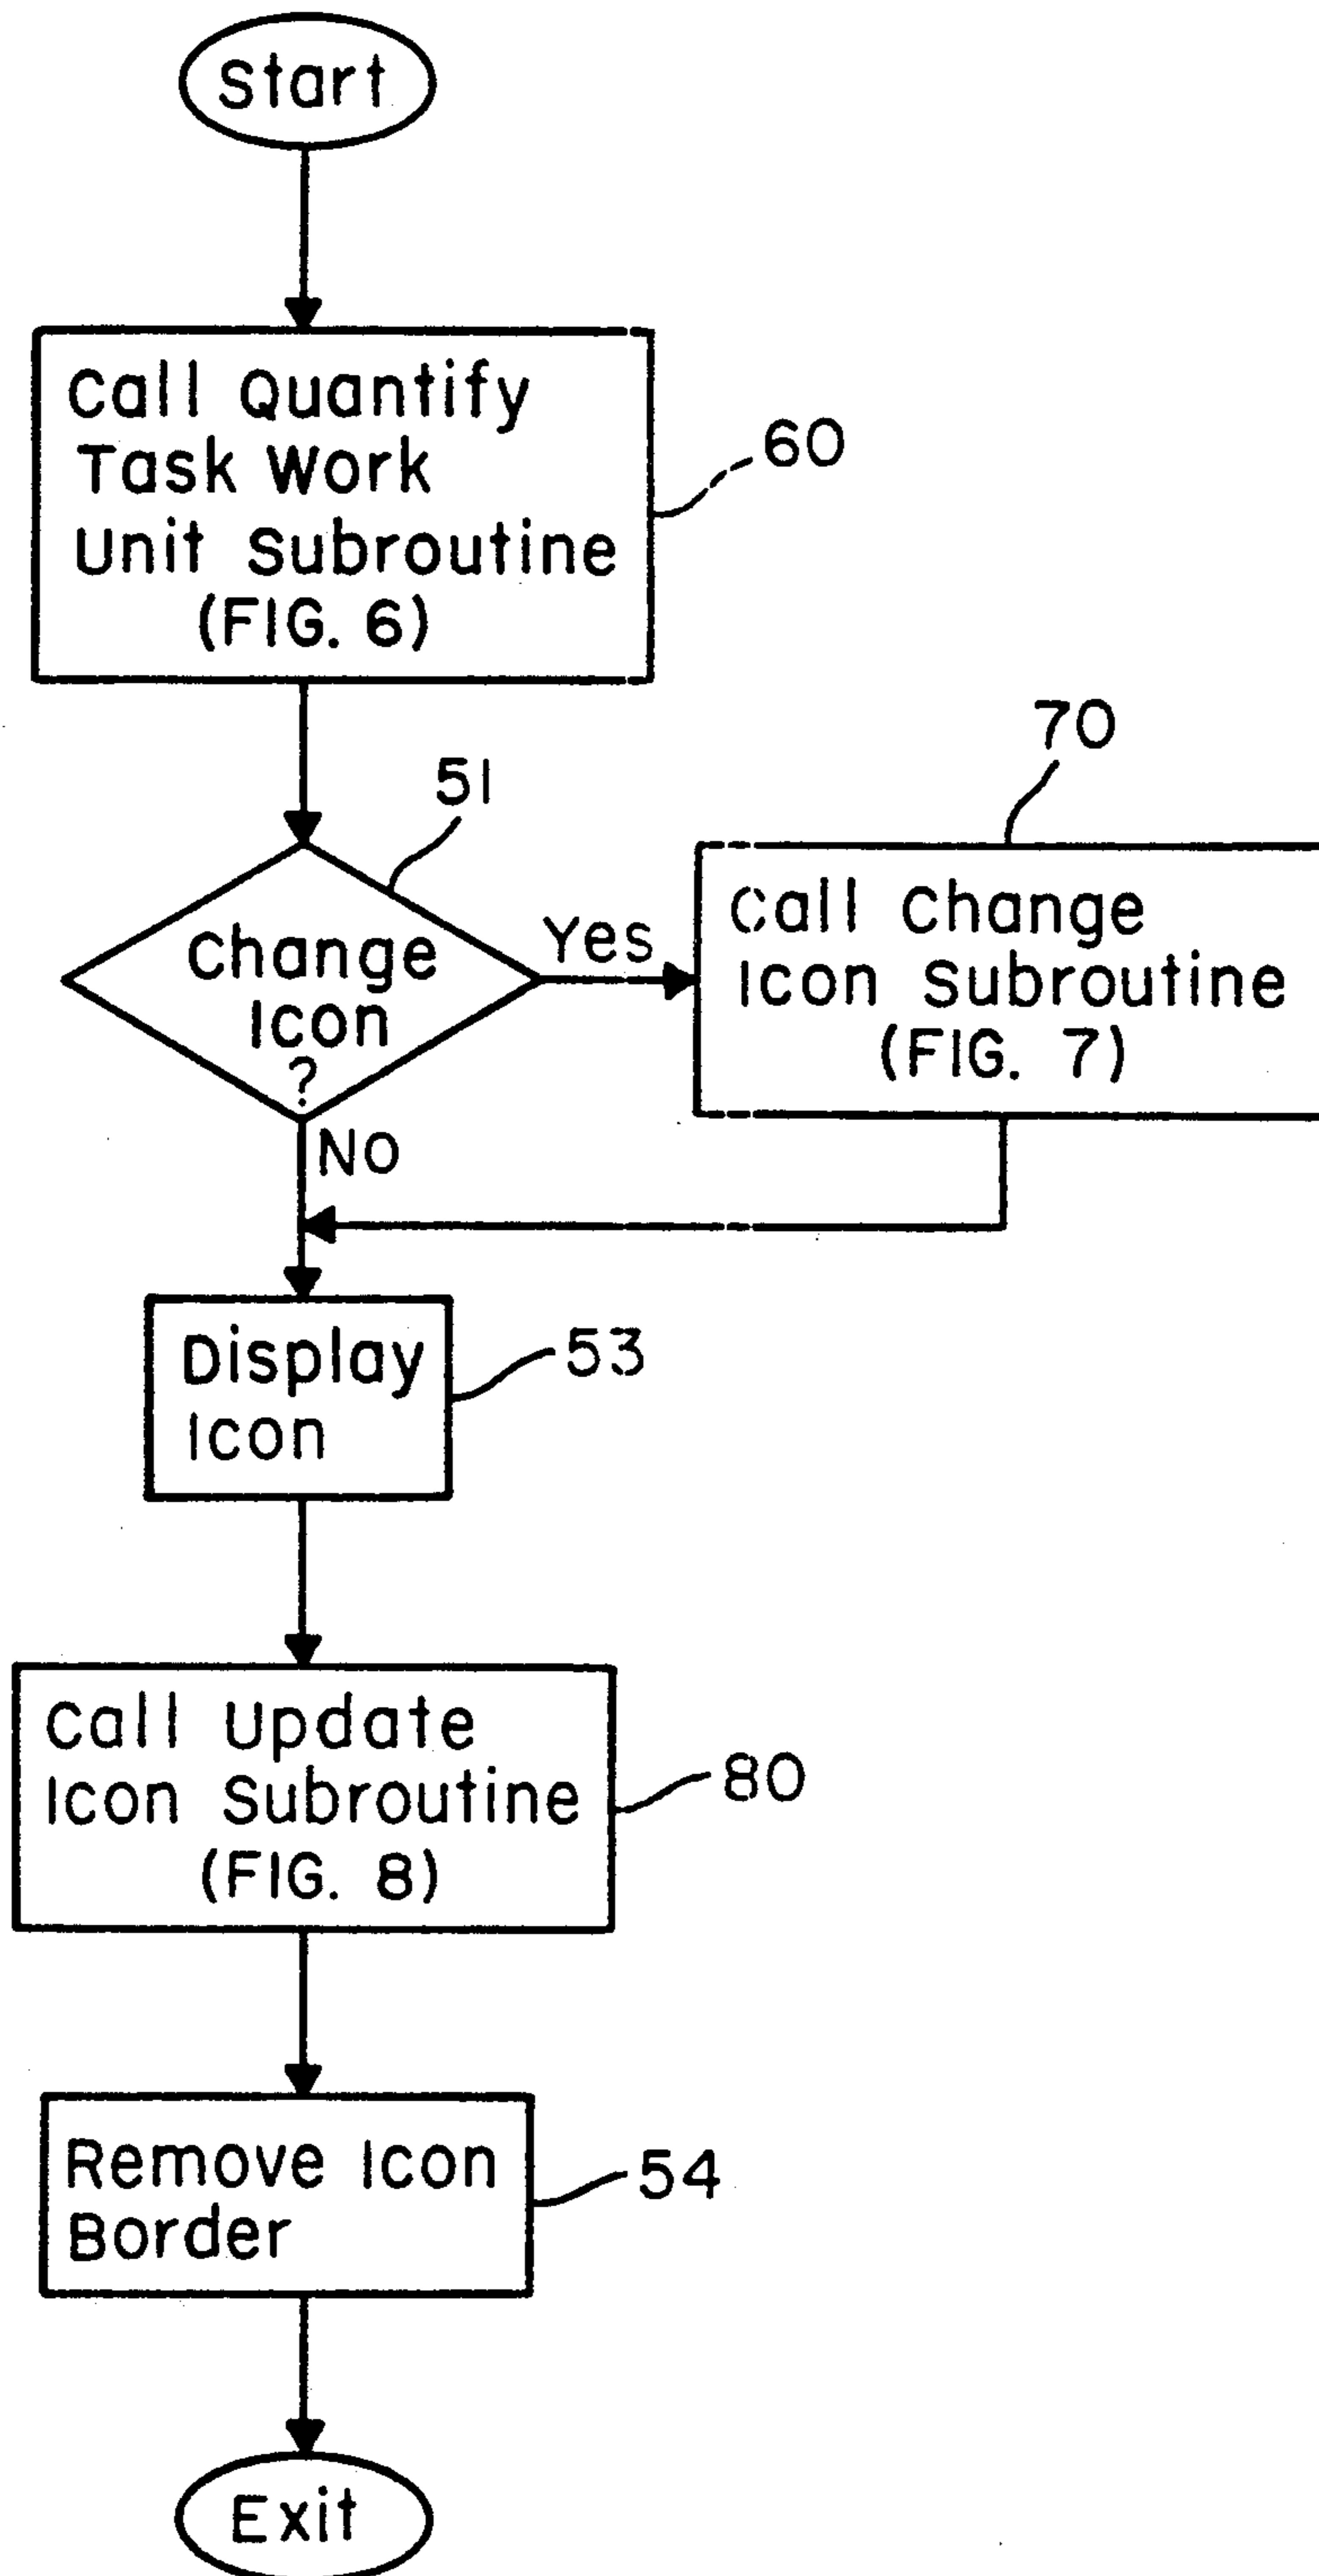 Start
Call Quantify
Task Work
Unit Subroutine
(FIG. 6)
60
51
Change
Icon
?
Yes
70
Call Change
Icon Subroutine
(FIG. 7)
No
Display
Icon
53
Call Update
Icon Subroutine
(FIG. 8)
80
Remove Icon
Border
54
Exit